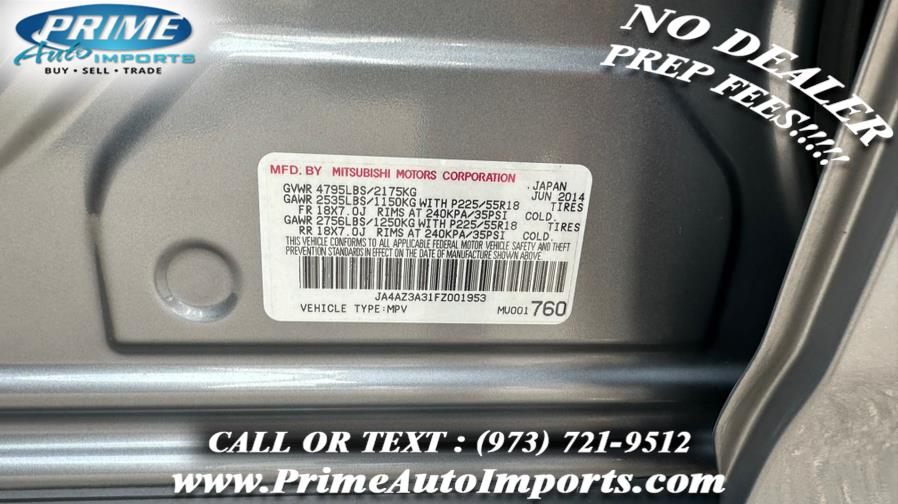 PRIME
Auto IMPORTS
BUY • SELL • TRADE
NO DEALER
PREP FEES!!!!!
MFD. BY MITSUBISHI MOTORS CORPORATION JAPAN
GVWR 4795LBS/2175KG JUN 2014
GAWR 2535LBS/1150KG WITH P225/55R18 TIRES
FR 18X7.0J RIMS AT 240KPA/35PSI COLD.
GAWR 2756LBS/1250KG WITH P225/55R18 TIRES
RR 18X7.0J RIMS AT 240KPA/35PSI COLD.
THIS VEHICLE CONFORMS TO ALL APPLICABLE FEDERAL MOTOR VEHICLE SAFETY AND THEFT
PREVENTION STANDARDS IN EFFECT ON THE DATE OF MANUFACTURE SHOWN ABOVE.
JA4AZ3A31FZ001953
VEHICLE TYPE:MPV MU001760
CALL OR TEXT : (973) 721-9512
www.PrimeAutoImports.com